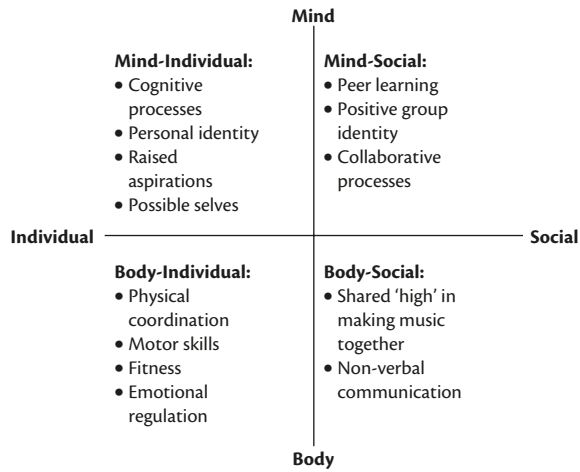 Mind
Mind-Individual:
• Cognitive
processes
• Personal identity
• Raised
aspirations
• Possible selves
Mind-Social:
• Peer learning
• Positive group
identity
• Collaborative
processes
Individual
Social
Body-Individual:
• Physical
coordination
• Motor skills
• Fitness
• Emotional
regulation
Body-Social:
• Shared ‘high’ in
making music
together
• Non-verbal
communication
Body